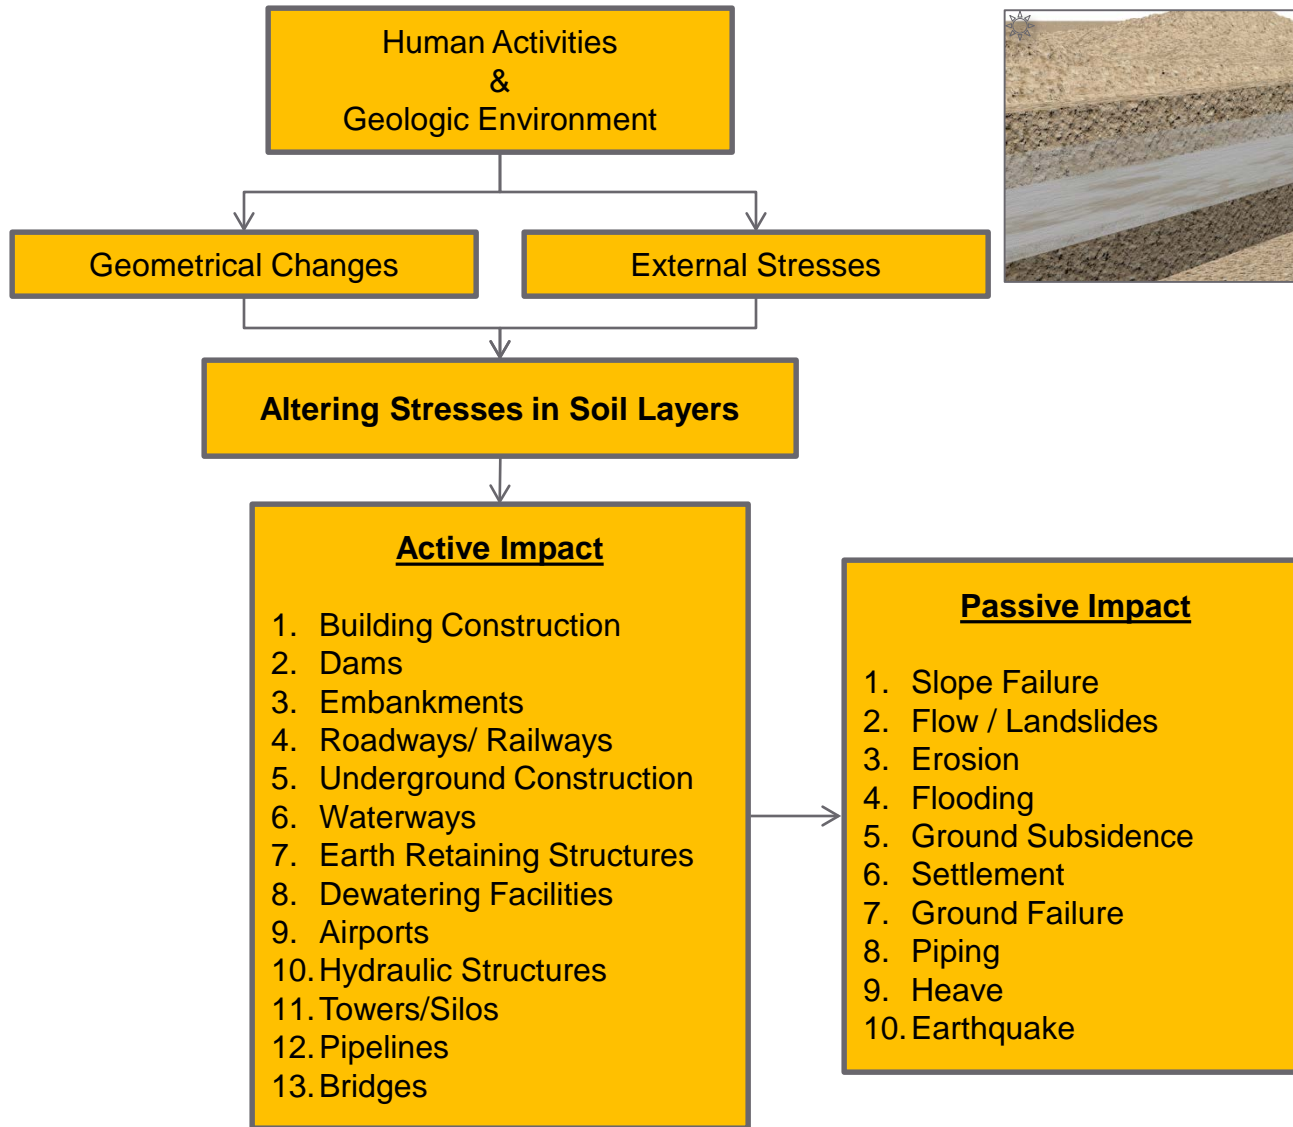 Human Activities
&
Geologic Environment
Geometrical Changes
External Stresses
Altering Stresses in Soil Layers
Active Impact
1. Building Construction
2. Dams
3. Embankments
4. Roadways/ Railways
5. Underground Construction
6. Waterways
7. Earth Retaining Structures
8. Dewatering Facilities
9. Airports
10. Hydraulic Structures
11. Towers/Silos
12. Pipelines
13. Bridges
Passive Impact
1. Slope Failure
2. Flow / Landslides
3. Erosion
4. Flooding
5. Ground Subsidence
6. Settlement
7. Ground Failure
8. Piping
9. Heave
10. Earthquake